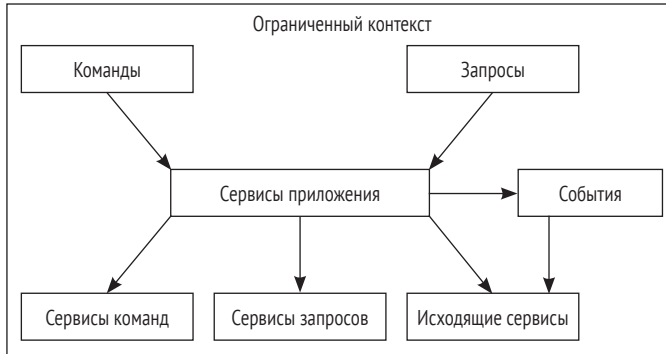 Ограниченный контекст
Команды
Запросы
Сервисы приложения
События
Сервисы команд
Сервисы запросов
Исходящие сервисы